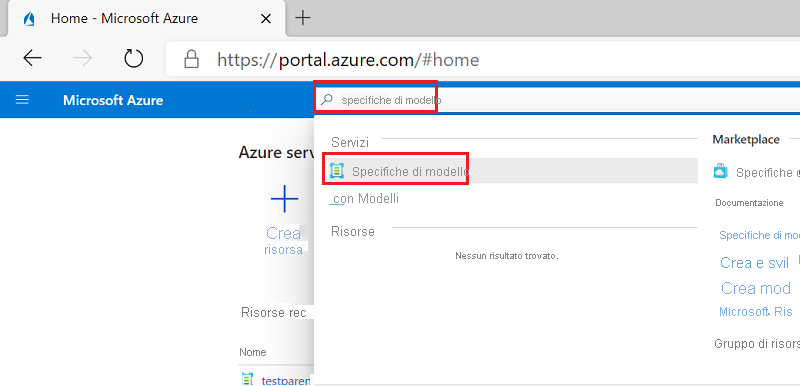 Home - Microsoft Azure
https://portal.azure.com/#home
Microsoft Azure
specifiche di modello
Azure serv
Crea
risorsa
Risorse rec
Nome
testparen
Servizi
Specifiche di modello
con Modelli
Risorse
Nessun risultato trovato.
Marketplace
Specifiche
Documentazione
Specifiche di mo
Crea e svil
Crea mod
Microsoft. Ris
Gruppo di risors